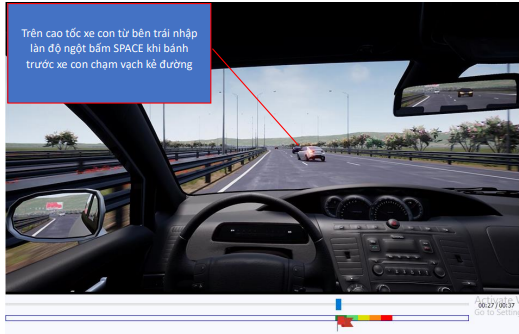 Trên cao tốc xe con từ bên trái nhập
làn độ ngột bấm SPACE khi bánh
trước xe con chạm vạch kẻ đường
Activate
00:27 / 00:37
Go to Settin